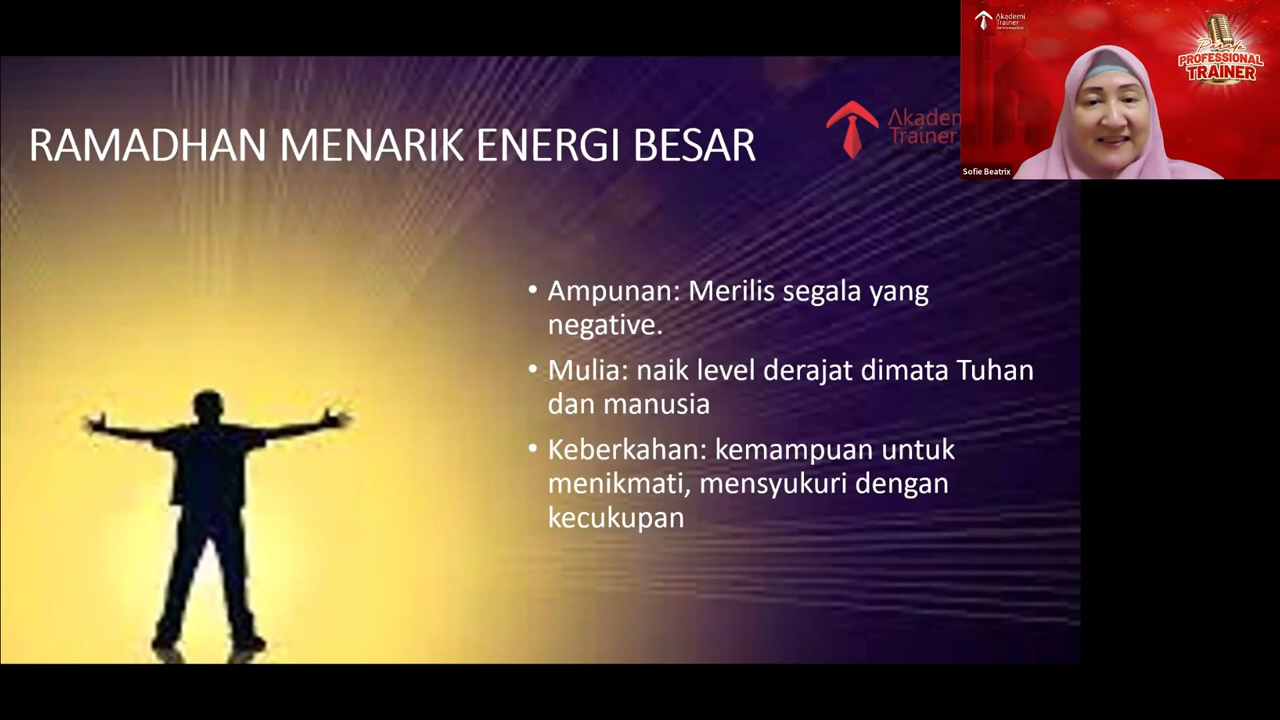 RAMADHAN MENARIK ENERGI BESAR
Akadem
Trainer
• Ampunan: Merilis segala yang
negative.
• Mulia: naik level derajat dimata Tuhan
dan manusia
• Keberkahan: kemampuan untuk
menikmati, mensyukuri dengan
kecukupan
Akademi
Trainer
PROFESSIONAL
TRAINER
Sofie Beatrix